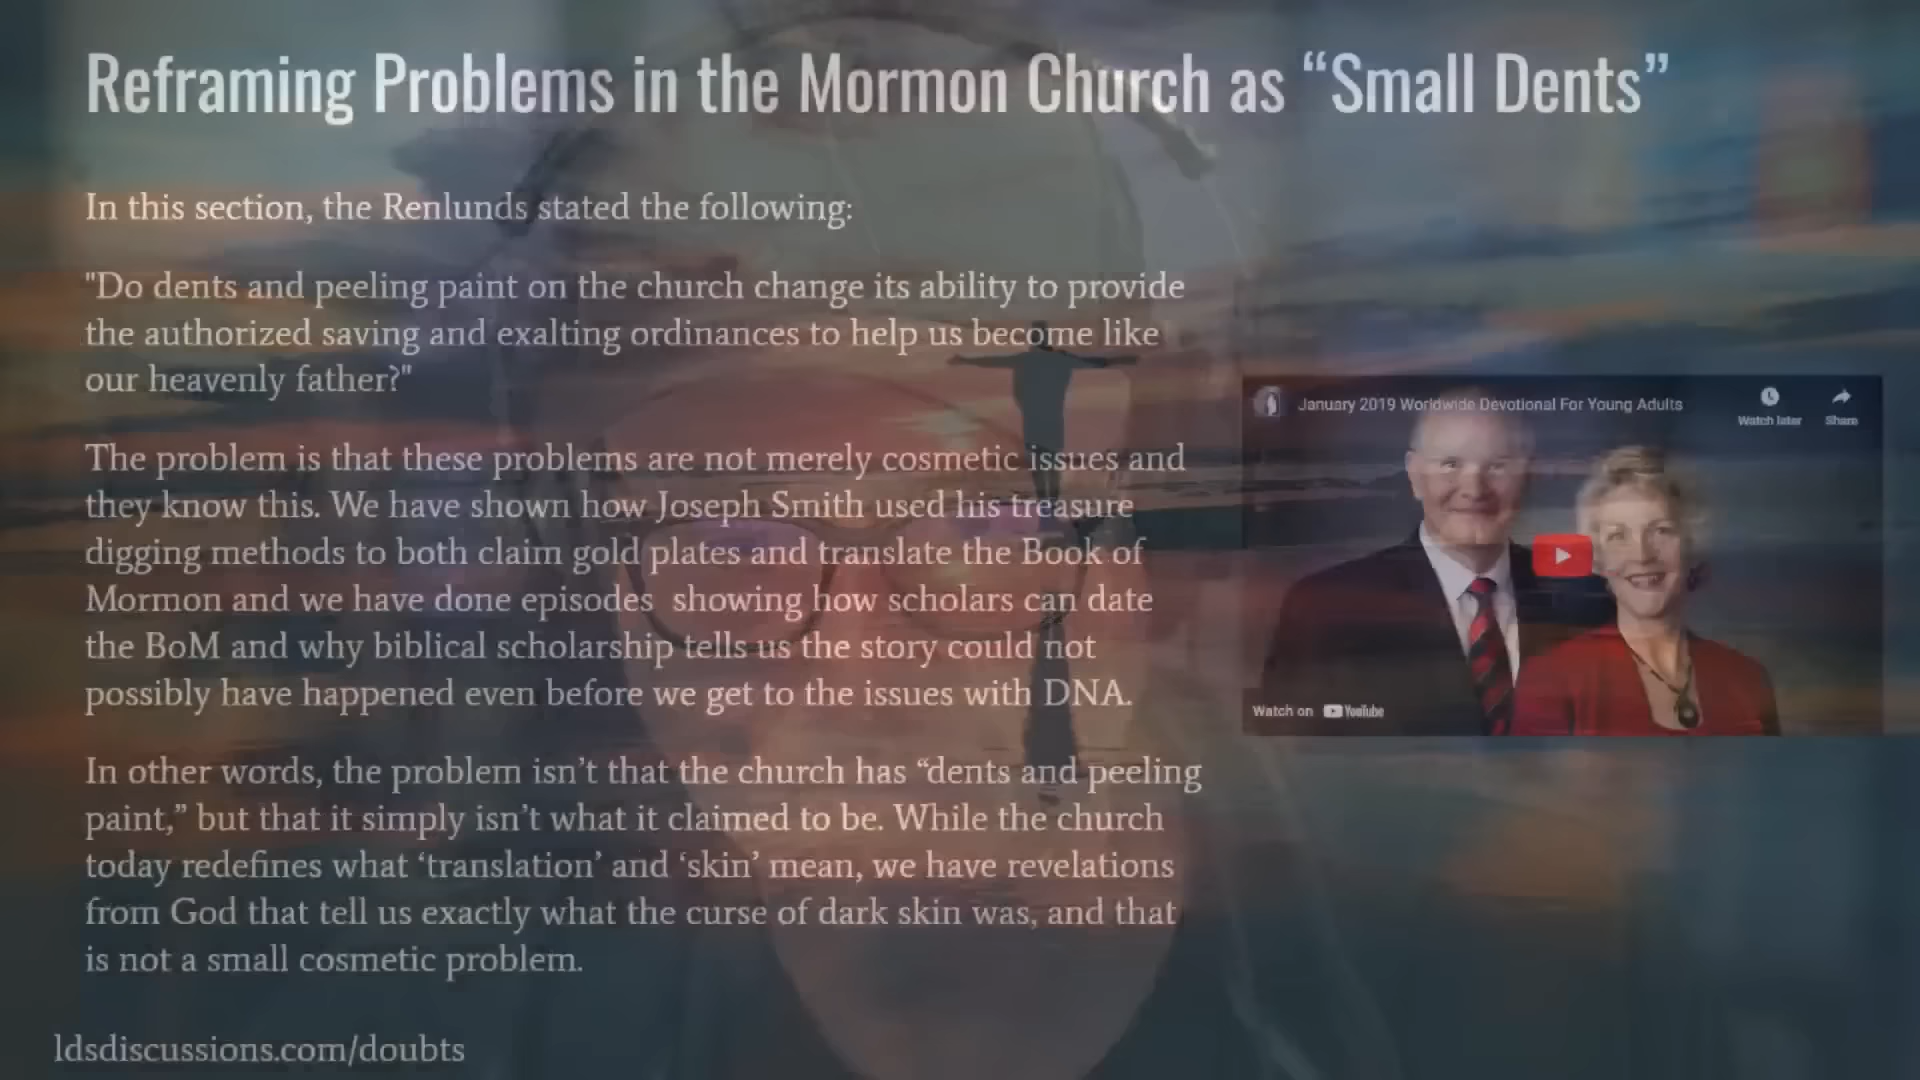 Reframing Problems in the Mormon Church as “Small Dents”
In this section, the Renlunds stated the following:
"Do dents and peeling paint on the church change its ability to provide
the authorized saving and exalting ordinances to help us become like
our heavenly father?"
The problem is that these problems are not merely cosmetic issues and
they know this. We have shown how Joseph Smith used his treasure
digging methods to both claim gold plates and translate the Book of
Mormon and we have done episodes showing how scholars can date
the BoM and why biblical scholarship tells us the story could not
possibly have happened even before we get to the issues with DNA.
In other words, the problem isn’t that the church has “dents and peeling
paint,” but that it simply isn’t what it claimed to be. While the church
today redefines what ‘translation’ and ‘skin’ mean, we have revelations
from God that tell us exactly what the curse of dark skin was, and that
is not a small cosmetic problem.
ldsdiscussions.com/doubts
January 2019 Worldwide Devotional For Young Adults
Watch later
Share
Watch on YouTube